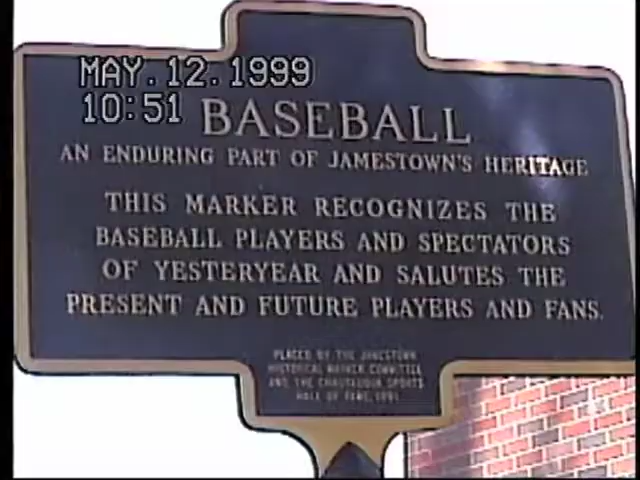 MAY. 12. 1999
10:51
BASEBALL
AN ENDURING PART OF JAMESTOWN'S HERITAGE
THIS MARKER RECOGNIZES THE
BASEBALL PLAYERS AND SPECTATORS
OF YESTERYEAR AND SALUTES THE
PRESENT AND FUTURE PLAYERS AND FANS.
PLACED BY THE JAMESTOWN
HISTORICAL MARKER COMMITTEE
AND THE CHAUTAUQUA SPORTS
HALL OF FAME,